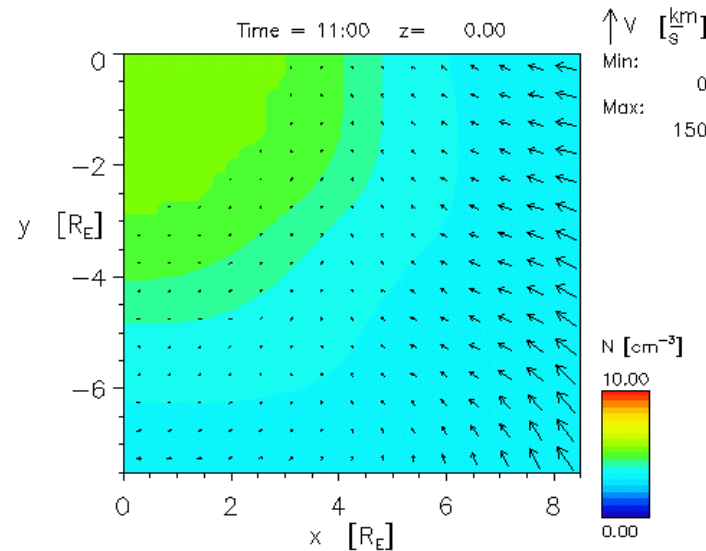 Time = 11:00 z= 0.00
V [km/s]
Min:
0
Max:
150
0
−2
−4
−6
y [R_E]
0 2 4 6 8
x [R_E]
N [cm⁻³]
10.00
0.00